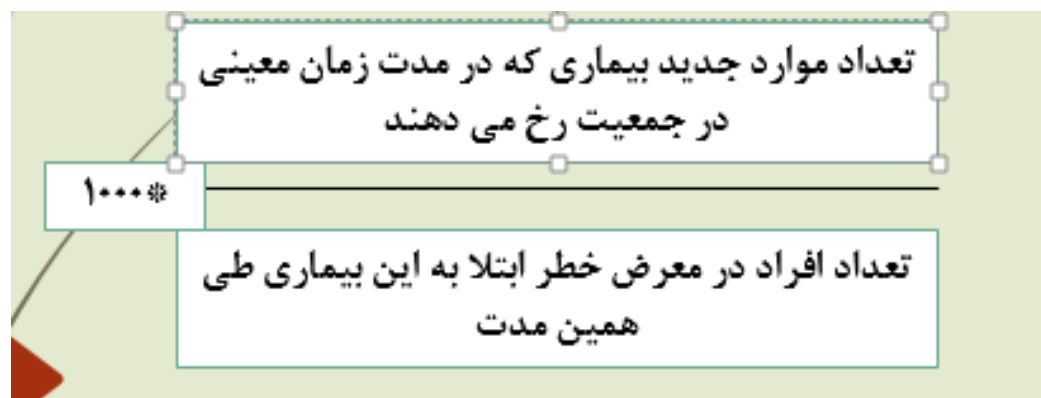 تعداد موارد جدید بیماری که در مدت زمان معینی
در جمعیت رخ می دهند
*۱۰۰۰
تعداد افراد در معرض خطر ابتلا به این بیماری طی
همین مدت